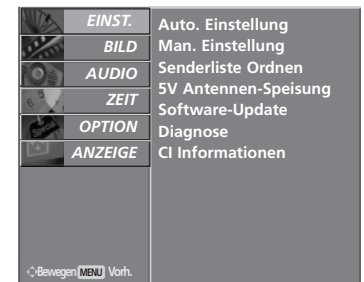 EINST.
BILD
AUDIO
ZEIT
OPTION
ANZEIGE
Auto. Einstellung
Man. Einstellung
Senderliste Ordnen
5V Antennen-Speisung
Software-Update
Diagnose
CI Informationen
Bewegen MENU Vorh.